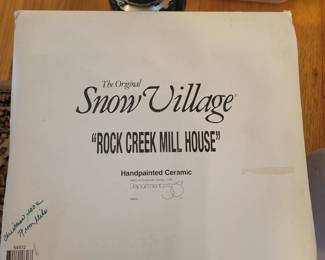 The Original
Snow Village®
"ROCK CREEK MILL HOUSE"
Handpainted Ceramic
Department 56